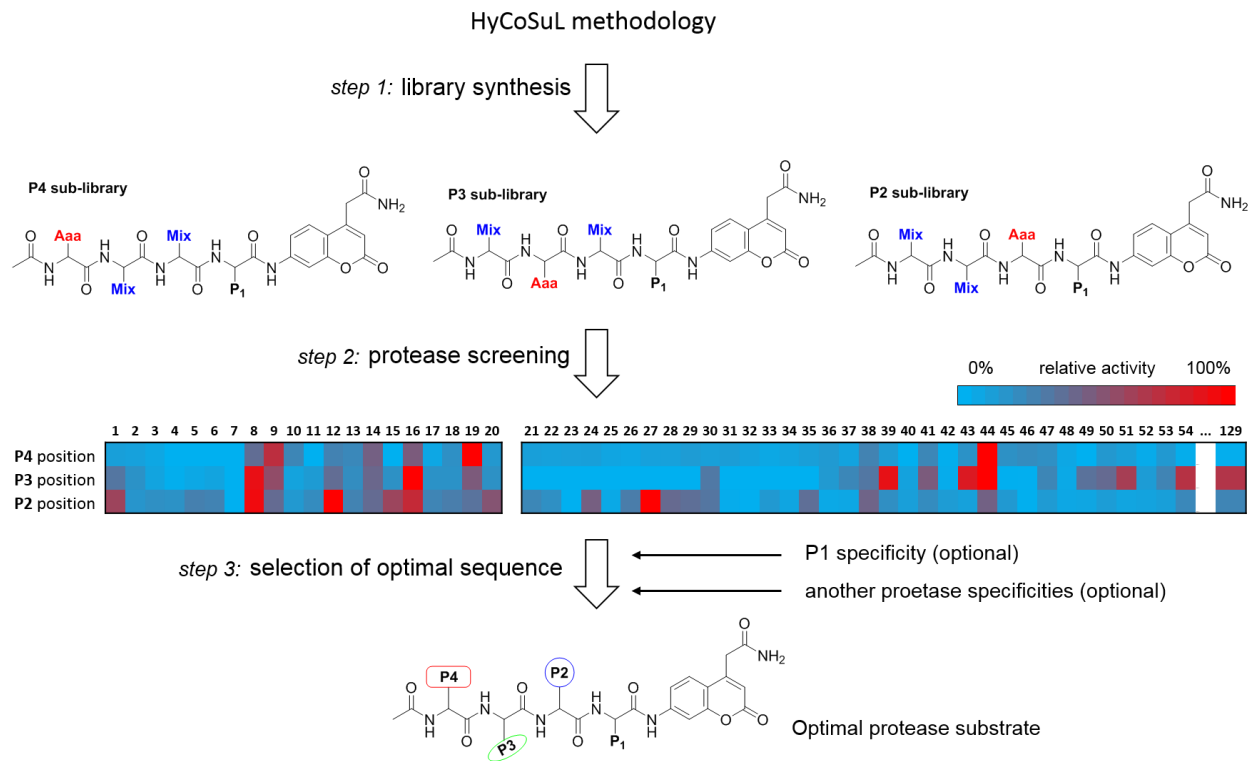 HyCoSuL methodology
step 1: library synthesis
P4 sub-library
P3 sub-library
P2 sub-library
O Aaa O Mix H O O NH2 N H N H O Mix N H O P1 N H O O
O Mix H N O Mix H N O O NH2 N H O Aaa N H O P1 N H O O
O Mix H N O Aaa H N O O NH2 N H O Mix N H O P1 N H O O
step 2: protease screening
0% relative activity 100%
1 2 3 4 5 6 7 8 9 10 11 12 13 14 15 16 17 18 19 20 21 22 23 24 25 26 27 28 29 30 31 32 33 34 35 36 37 38 39 40 41 42 43 44 45 46 47 48 49 50 51 52 53 54 ... 129
P4 position
P3 position
P2 position
step 3: selection of optimal sequence
P1 specificity (optional)
another proetase specificities (optional)
O P4 H N O P2 H N O O NH2 N H O P3 N H O P1 N H O O
Optimal protease substrate